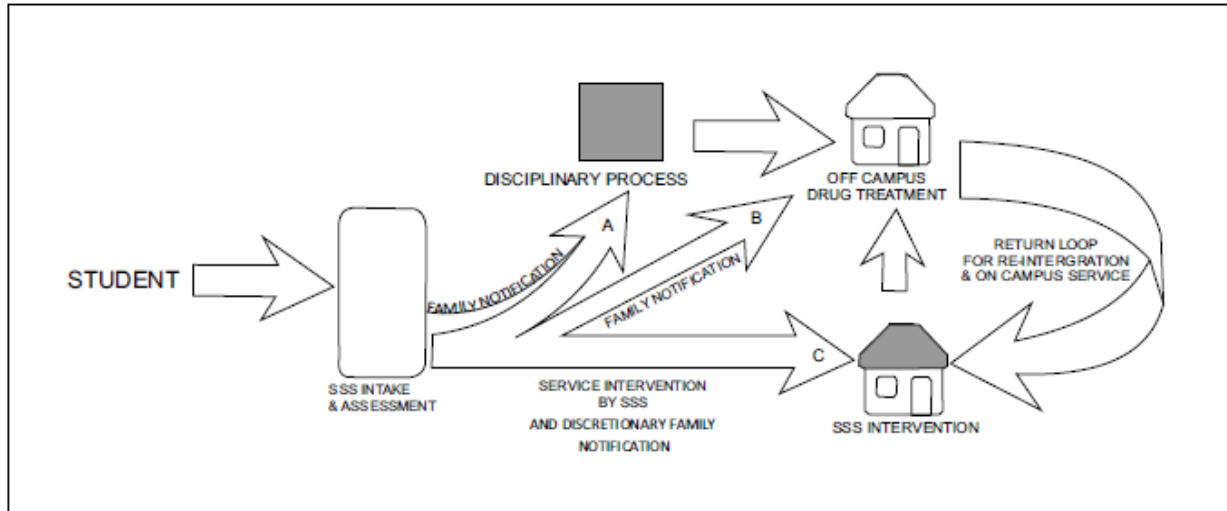 DISCIPLINARY PROCESS
OFF CAMPUS
DRUG TREATMENT
A
B
STUDENT
FAMILY NOTIFICATION
FAMILY NOTIFICATION
RETURN LOOP
FOR RE-INTERGRATION
& ON CAMPUS SERVICE
C
SSS INTAKE
& ASSESSMENT
SERVICE INTERVENTION
BY SSS
AND DISCRETIONARY FAMILY
NOTIFICATION
SSS INTERVENTION